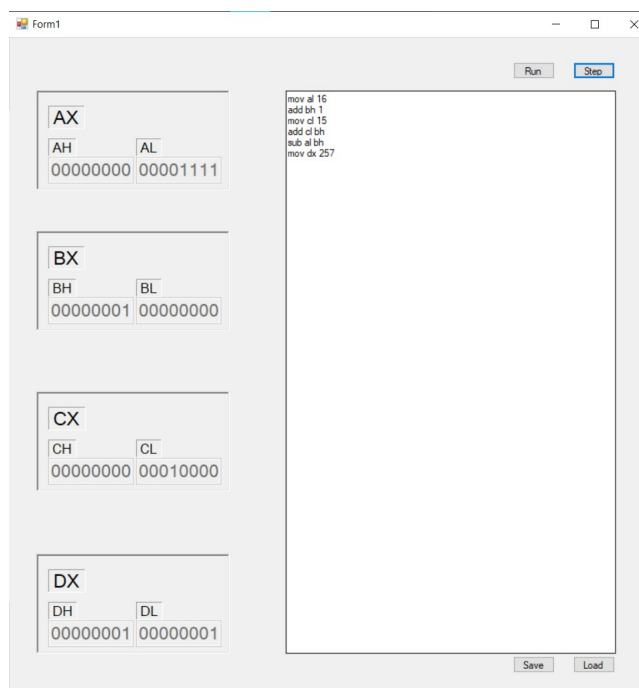 Form1
Run Step
AX
AH AL
00000000 00001111
BX
BH BL
00000001 00000000
CX
CH CL
00000000 00010000
DX
DH DL
00000001 00000001
mov al 16
add bh 1
mov cl 15
add cl bh
sub al bh
mov dx 257
Save Load